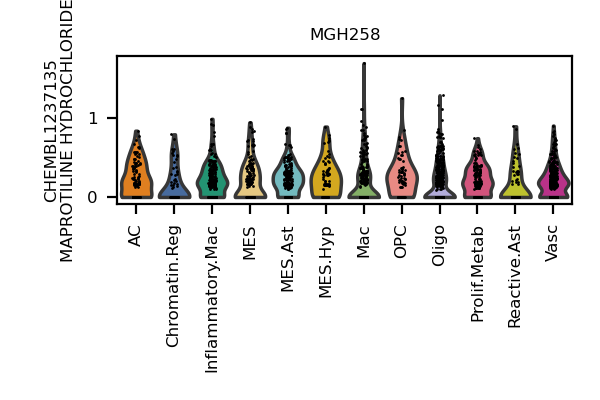 MGH258
CHEMBL1237135
MAPROTILINE HYDROCHLORIDE
1
0
AC
Chromatin.Reg
Inflammatory.Mac
MES
MES.Ast
MES.Hyp
Mac
OPC
Oligo
Prolif.Metab
Reactive.Ast
Vasc